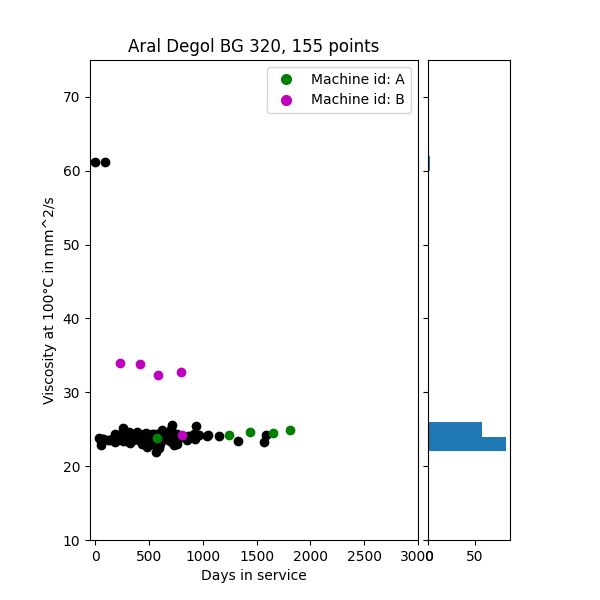 Aral Degol BG 320, 155 points
Machine id: A
Machine id: B
70
60
50
40
30
20
10
Viscosity at 100°C in mm^2/s
0 500 1000 1500 2000 2500 3000
0 50
Days in service